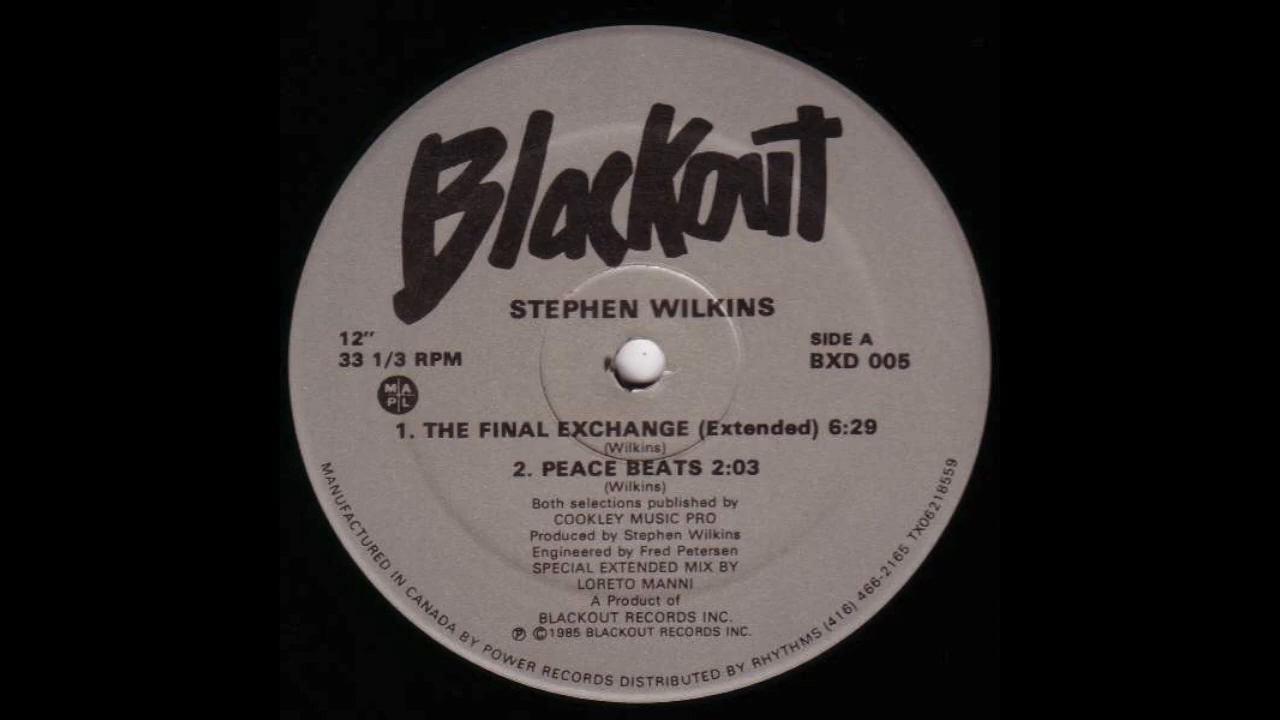 Blackout
STEPHEN WILKINS
12"
33 1/3 RPM
SIDE A
BXD 005
MA
PL
1. THE FINAL EXCHANGE (Extended) 6:29
(Wilkins)
2. PEACE BEATS 2:03
(Wilkins)
Both selections published by
COOKLEY MUSIC PRO
Produced by Stephen Wilkins
Engineered by Fred Petersen
SPECIAL EXTENDED MIX BY
LORETO MANNI
A Product of
BLACKOUT RECORDS INC.
℗ ©1985 BLACKOUT RECORDS INC.
MANUFACTURED IN CANADA BY POWER RECORDS DISTRIBUTED BY RHYTHMS (416) 466-2165 TX06218559